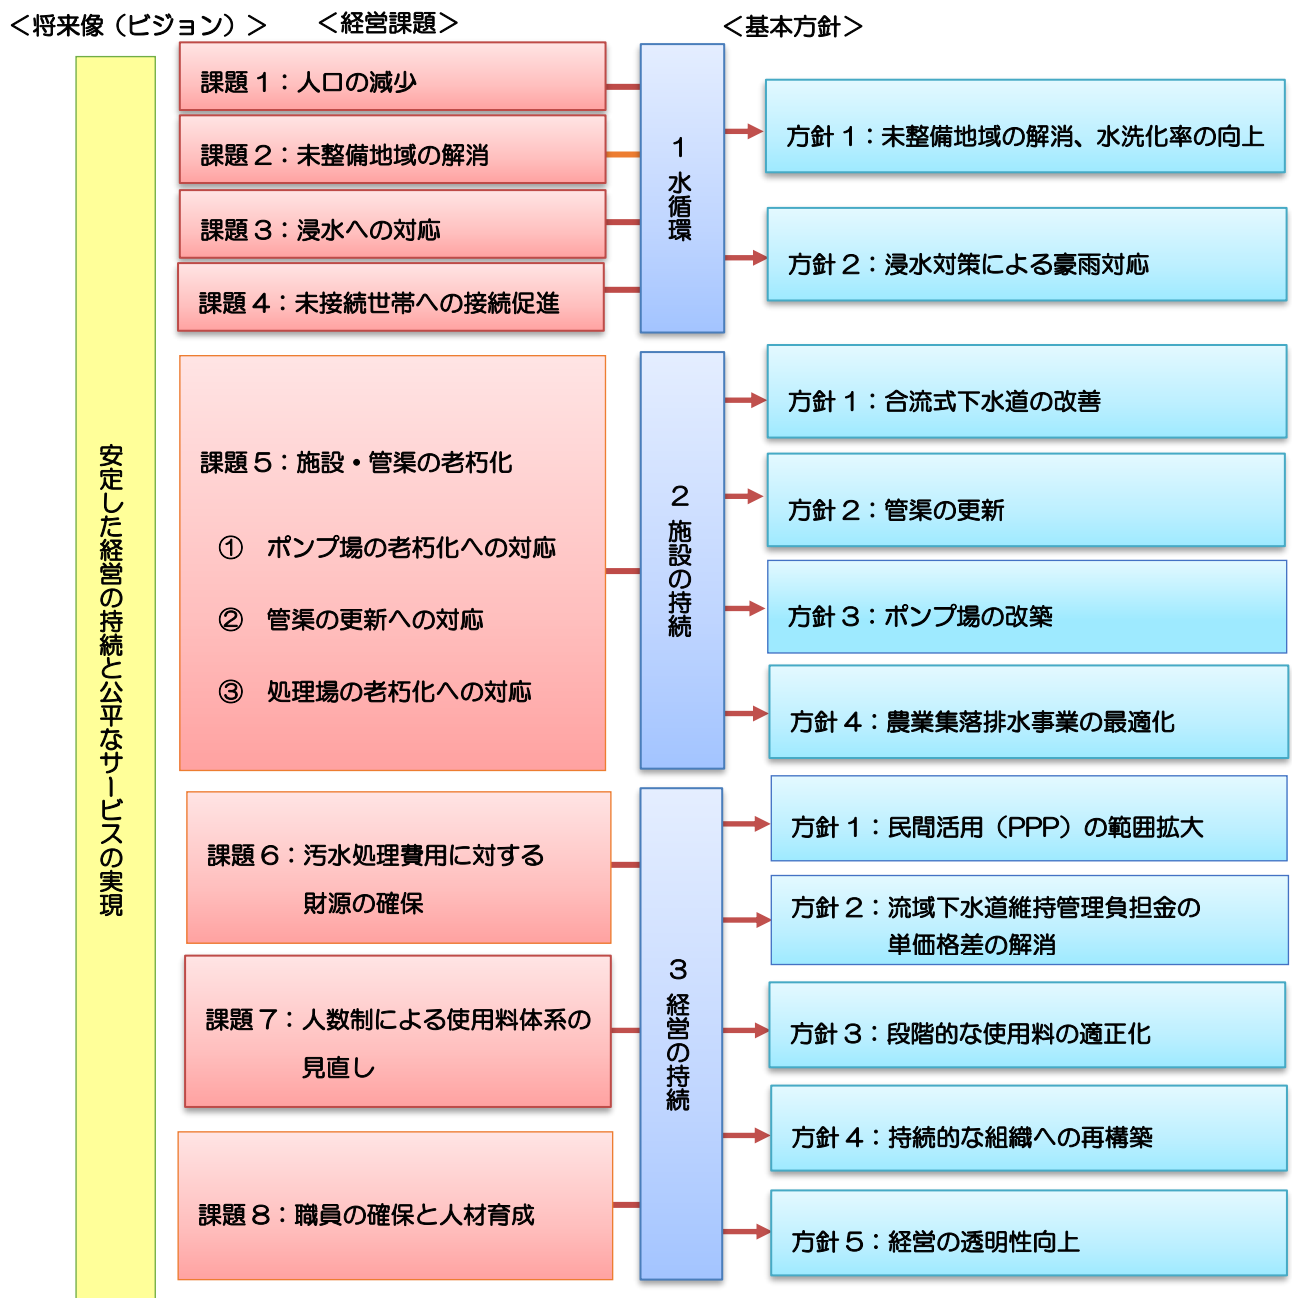 ＜将来像（ビジョン）＞
＜経営課題＞
＜基本方針＞
安定した経営の持続と公平なサービスの実現
課題１：人口の減少
課題２：未整備地域の解消
課題３：浸水への対応
課題４：未接続世帯への接続促進
１ 水循環
方針１：未整備地域の解消、水洗化率の向上
方針２：浸水対策による豪雨対応
課題５：施設・管渠の老朽化
① ポンプ場の老朽化への対応
② 管渠の更新への対応
③ 処理場の老朽化への対応
２ 施設の持続
方針１：合流式下水道の改善
方針２：管渠の更新
方針３：ポンプ場の改築
方針４：農業集落排水事業の最適化
課題６：汚水処理費用に対する
財源の確保
課題７：人数制による使用料体系の
見直し
課題８：職員の確保と人材育成
３ 経営の持続
方針１：民間活用（PPP）の範囲拡大
方針２：流域下水道維持管理負担金の
単価格差の解消
方針３：段階的な使用料の適正化
方針４：持続的な組織への再構築
方針５：経営の透明性向上